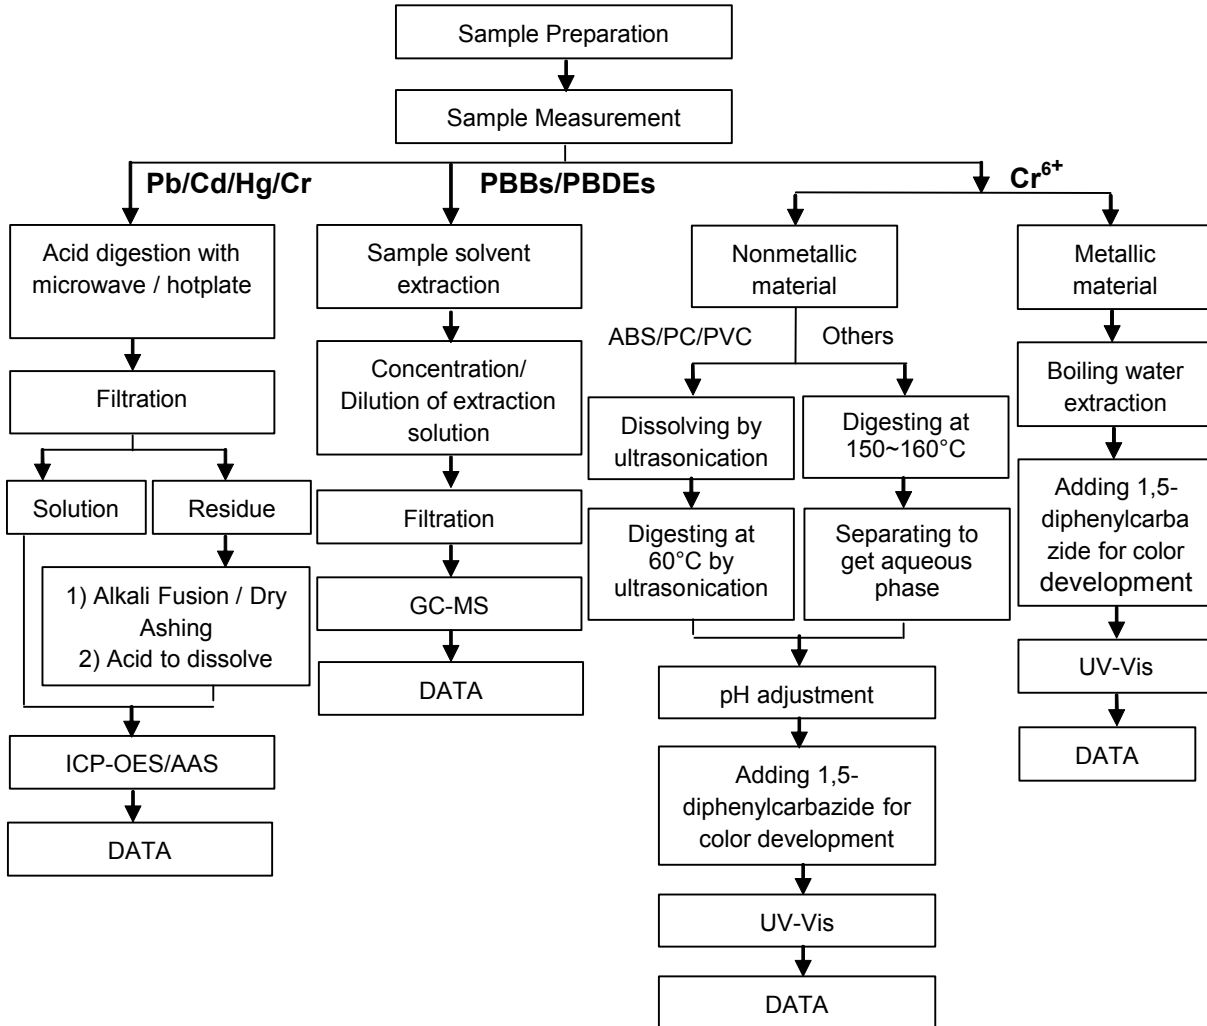 Sample Preparation
Sample Measurement
Pb/Cd/Hg/Cr
PBBs/PBDEs
Cr6+
Acid digestion with
microwave / hotplate
Filtration
Solution
Residue
1) Alkali Fusion / Dry
Ashing
2) Acid to dissolve
ICP-OES/AAS
DATA
Sample solvent
extraction
Concentration/
Dilution of extraction
solution
Filtration
GC-MS
DATA
Nonmetallic
material
ABS/PC/PVC
Others
Dissolving by
ultrasonication
Digesting at
60°C by
ultrasonication
Digesting at
150~160°C
Separating to
get aqueous
phase
pH adjustment
Adding 1,5-
diphenylcarbazide for
color development
UV-Vis
DATA
Metallic
material
Boiling water
extraction
Adding 1,5-
diphenylcarba
zide for color
development
UV-Vis
DATA